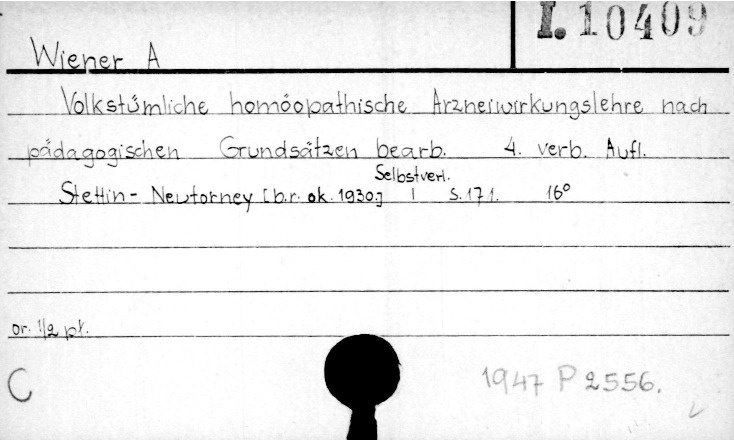 I. 10409
Wiener A
Volkstümliche homöopathische Arzneiwirkungslehre nach
pädagogischen Grundsätzen bearb. 4. verb. Aufl.
Selbstverl.
Stettin-Neutorney [b.r. ok. 1930.] 1 S. 171. 16°
or. 1/2 pł.
C
1947 P 2556.